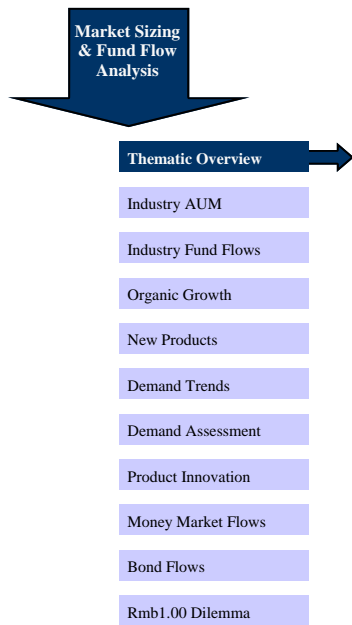 Market Sizing
& Fund Flow
Analysis
Thematic Overview
Industry AUM
Industry Fund Flows
Organic Growth
New Products
Demand Trends
Demand Assessment
Product Innovation
Money Market Flows
Bond Flows
Rmb1.00 Dilemma